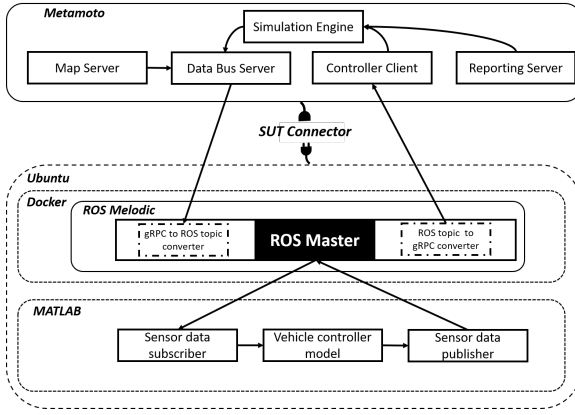 Metamoto
Simulation Engine
Map Server
Data Bus Server
Controller Client
Reporting Server
SUT Connector
Ubuntu
Docker
ROS Melodic
gRPC to ROS topic
converter
ROS Master
ROS topic to
gRPC converter
MATLAB
Sensor data
subscriber
Vehicle controller
model
Sensor data
publisher